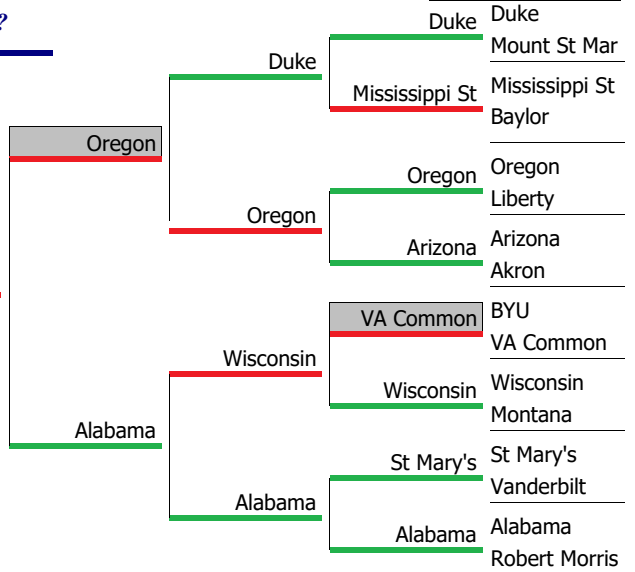 ?
Duke
Duke
Mount St Mar
Duke
Mississippi St
Mississippi St
Baylor
Oregon
Oregon
Oregon
Liberty
Oregon
Arizona
Arizona
Akron
VA Common
BYU
VA Common
Wisconsin
Wisconsin
Wisconsin
Montana
Alabama
St Mary's
St Mary's
Vanderbilt
Alabama
Alabama
Alabama
Robert Morris